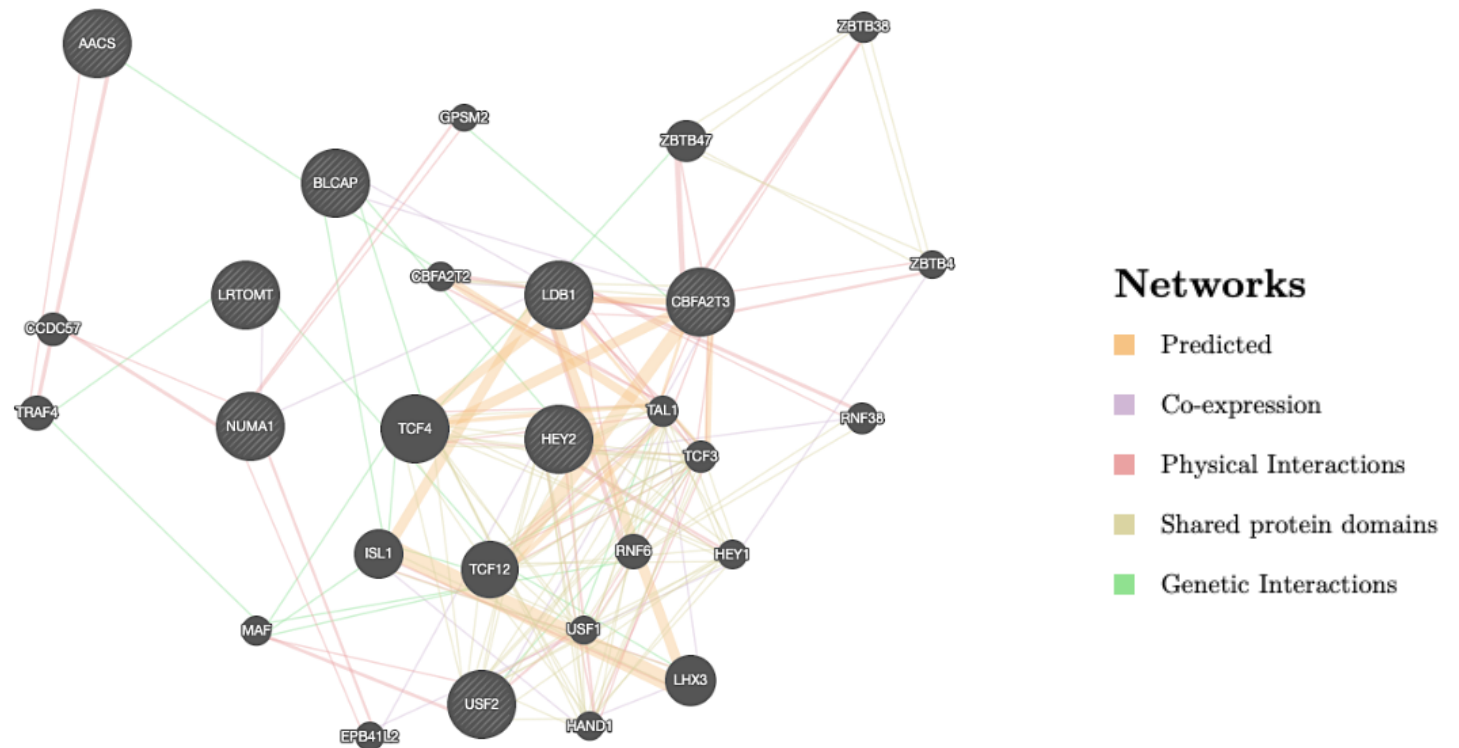 AACS
ZBTB38
GPSM2
ZBTB47
BLCAP
ZBTB4
CBFA2T2
LDB1
CBFA2T3
LRTOMT
CCDC57
TRAF4
NUMA1
TCF4
HEY2
TAL1
RNF38
TCF3
ISL1
TCF12
RNF6
HEY1
MAF
USF1
LHX3
USF2
HAND1
EPB41L2
Networks
Predicted
Co-expression
Physical Interactions
Shared protein domains
Genetic Interactions